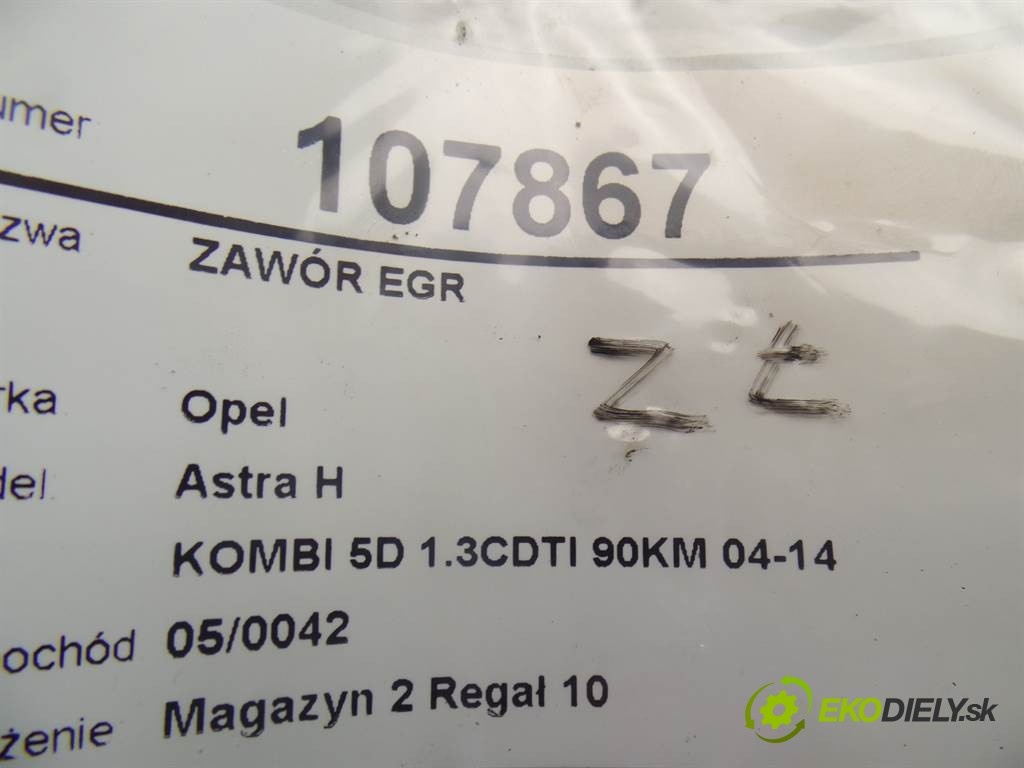 umer 107867
zwa ZAWÓR EGR
ZŁ
rka Opel
del Astra H
KOMBI 5D 1.3CDTI 90KM 04-14
ochód 05/0042
żenie Magazyn 2 Regał 10
EKODIELY.sk